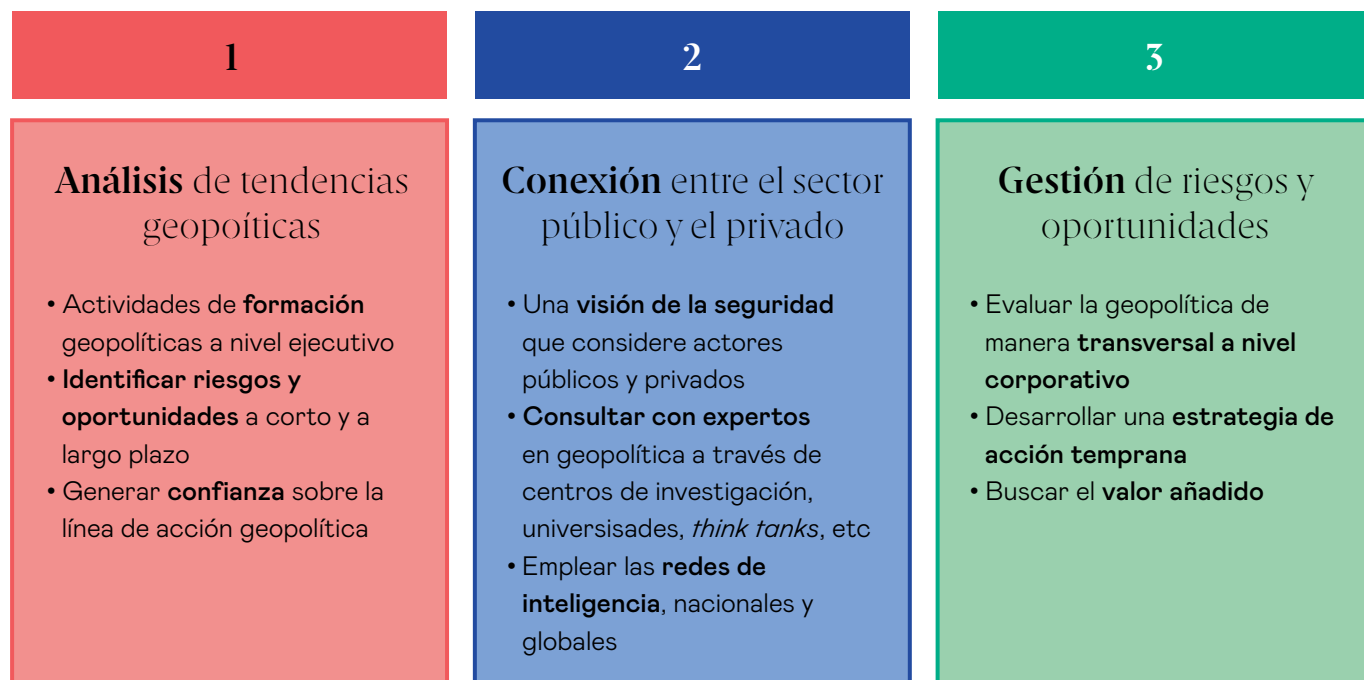 1
Análisis de tendencias
geopoíticas
• Actividades de formación
geopolíticas a nivel ejecutivo
• Identificar riesgos y
oportunidades a corto y a
largo plazo
• Generar confianza sobre la
línea de acción geopolítica
2
Conexión entre el sector
público y el privado
• Una visión de la seguridad
que considere actores
públicos y privados
• Consultar con expertos
en geopolítica a través de
centros de investigación,
universisades, think tanks, etc
• Emplear las redes de
inteligencia, nacionales y
globales
3
Gestión de riesgos y
oportunidades
• Evaluar la geopolítica de
manera transversal a nivel
corporativo
• Desarrollar una estrategia de
acción temprana
• Buscar el valor añadido